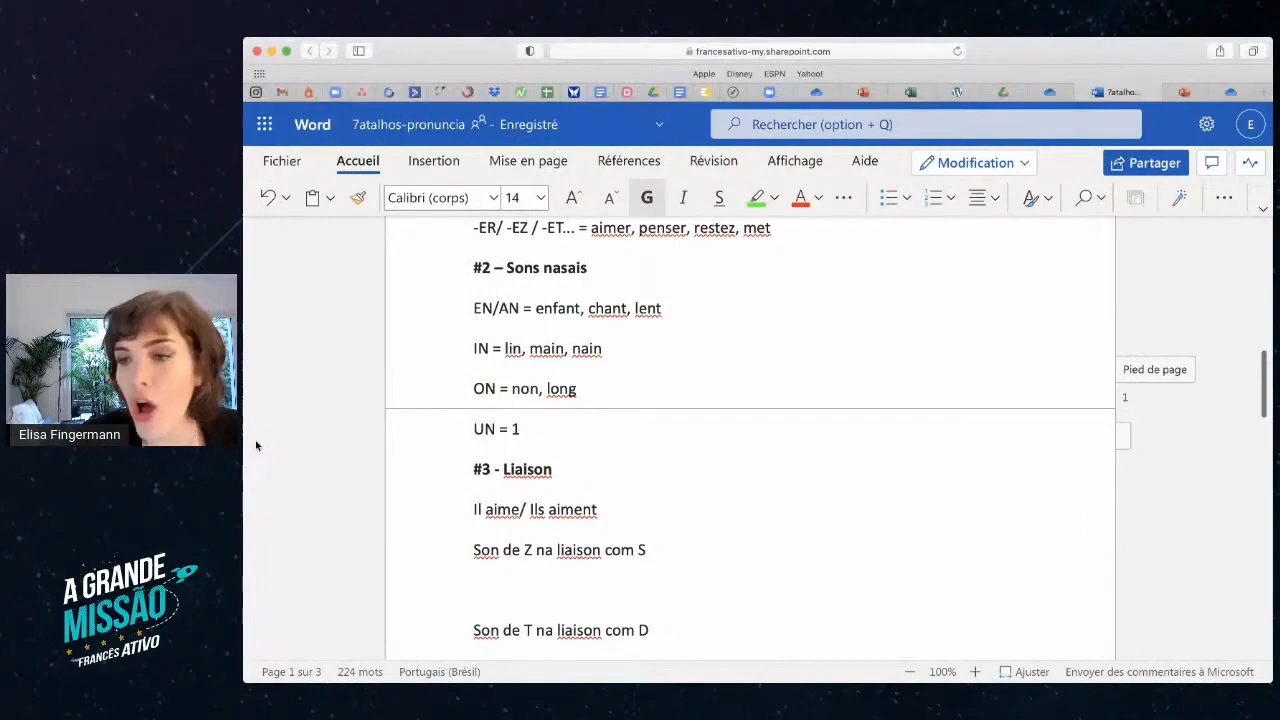 francesativo-my.sharepoint.com
Apple Disney ESPN Yahoo!
7atalho...
Word 7atalhos-pronuncia - Enregistré Rechercher (option + Q) E
Fichier Accueil Insertion Mise en page Références Révision Affichage Aide Modification Partager
Calibri (corps) 14 A A G I S A ...
-ER/ -EZ / -ET... = aimer, penser, restez, met
#2 – Sons nasais
EN/AN = enfant, chant, lent
IN = lin, main, nain
Pied de page
ON = non, long
1
UN = 1
Elisa Fingermann
#3 - Liaison
Il aime/ Ils aiment
Son de Z na liaison com S
A GRANDE
MISSÃO
FRANCÊS ATIVO
Son de T na liaison com D
Page 1 sur 3 224 mots Portugais (Brésil) 100% Ajuster Envoyer des commentaires à Microsoft